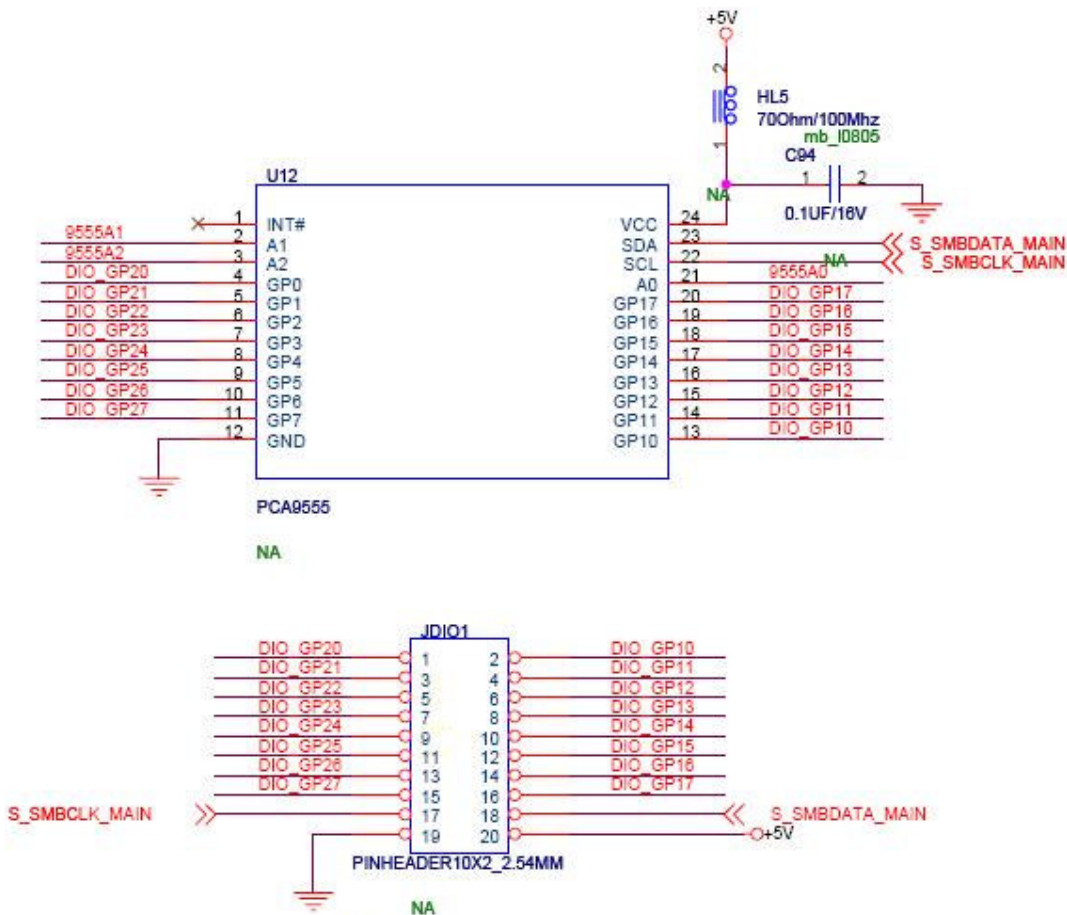 +5V
2
HL5
70Ohm/100Mhz
mb_l0805
1
C94
1 2
NA
0.1UF/16V
U12
1 INT#
9555A1 2 A1
9555A2 3 A2
DIO_GP20 4 GP0
DIO_GP21 5 GP1
DIO_GP22 6 GP2
DIO_GP23 7 GP3
DIO_GP24 8 GP4
DIO_GP25 9 GP5
DIO_GP26 10 GP6
DIO_GP27 11 GP7
12 GND
VCC 24
SDA 23 S_SMBDATA_MAIN
SCL 22 NA S_SMBCLK_MAIN
A0 21 9555A0
GP17 20 DIO_GP17
GP16 19 DIO_GP16
GP15 18 DIO_GP15
GP14 17 DIO_GP14
GP13 16 DIO_GP13
GP12 15 DIO_GP12
GP11 14 DIO_GP11
GP10 13 DIO_GP10
PCA9555
NA
JDIO1
DIO_GP20 1 2 DIO_GP10
DIO_GP21 3 4 DIO_GP11
DIO_GP22 5 6 DIO_GP12
DIO_GP23 7 8 DIO_GP13
DIO_GP24 9 10 DIO_GP14
DIO_GP25 11 12 DIO_GP15
DIO_GP26 13 14 DIO_GP16
DIO_GP27 15 16 DIO_GP17
S_SMBCLK_MAIN 17 18 S_SMBDATA_MAIN
19 20 +5V
PINHEADER10X2_2.54MM
NA